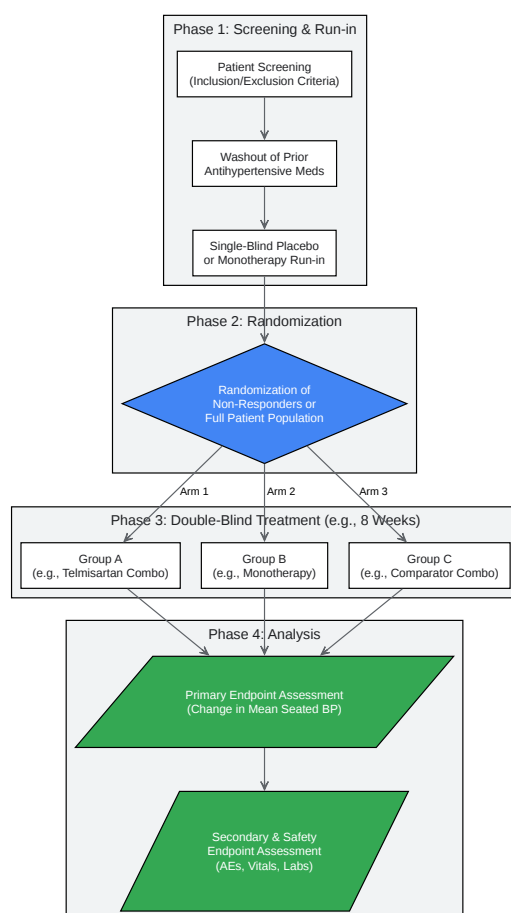 Phase 1: Screening & Run-in
Patient Screening
(Inclusion/Exclusion Criteria)
Washout of Prior
Antihypertensive Meds
Single-Blind Placebo
or Monotherapy Run-in
Phase 2: Randomization
Randomization of
Non-Responders or
Full Patient Population
Arm 1
Arm 2
Arm 3
Phase 3: Double-Blind Treatment (e.g., 8 Weeks)
Group A
(e.g., Telmisartan Combo)
Group B
(e.g., Monotherapy)
Group C
(e.g., Comparator Combo)
Phase 4: Analysis
Primary Endpoint Assessment
(Change in Mean Seated BP)
Secondary & Safety
Endpoint Assessment
(AEs, Vitals, Labs)